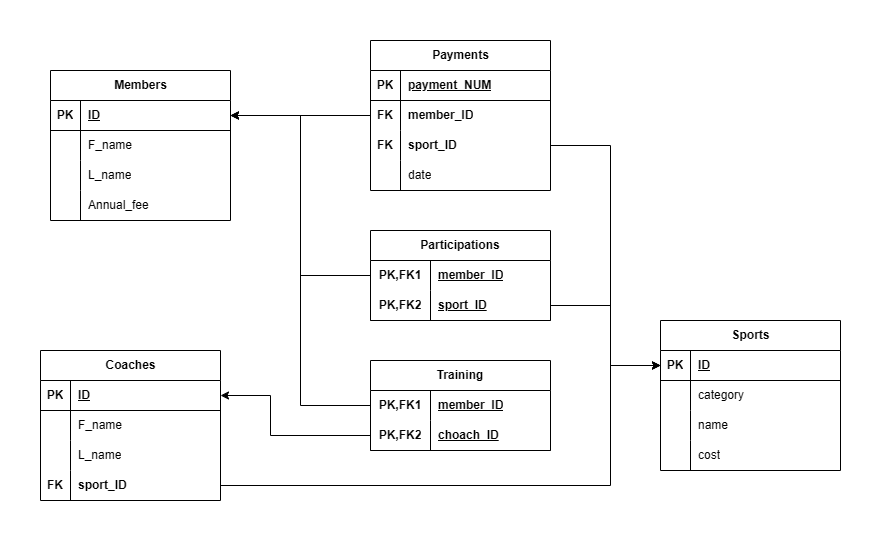 Payments
PK payment_NUM
FK member_ID
FK sport_ID
date
Members
PK ID
F_name
L_name
Annual_fee
Participations
PK,FK1 member_ID
PK,FK2 sport_ID
Sports
PK ID
category
name
cost
Coaches
PK ID
F_name
L_name
FK sport_ID
Training
PK,FK1 member_ID
PK,FK2 choach_ID